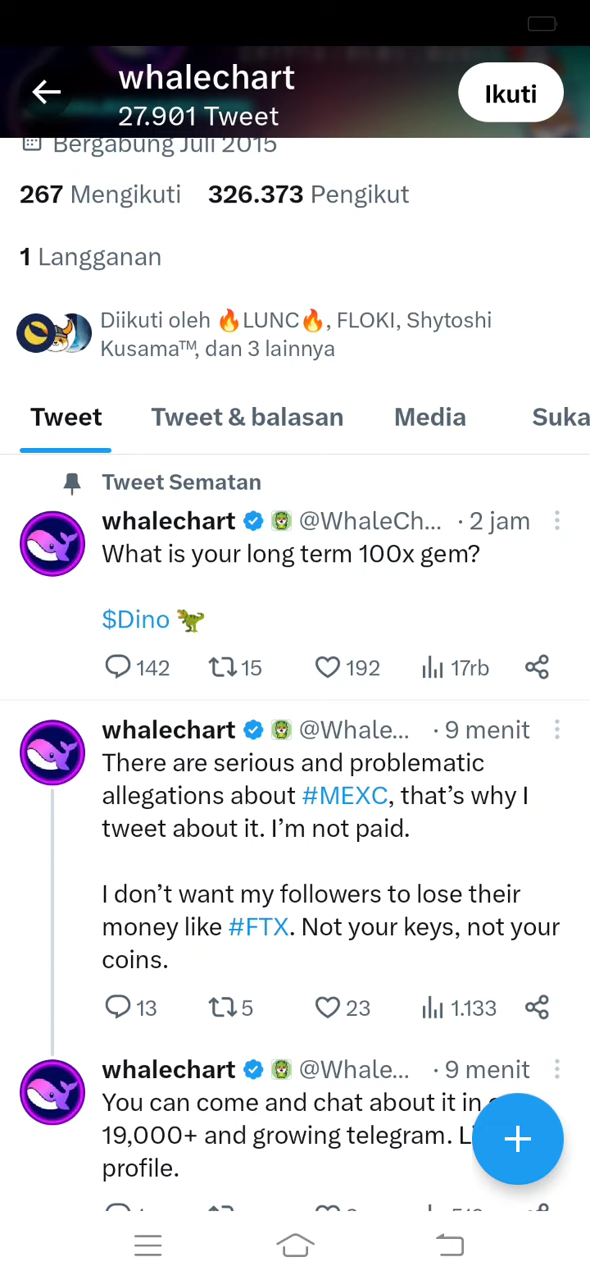 whalechart
27.901 Tweet
Ikuti
Bergabung Juli 2015
267 Mengikuti 326.373 Pengikut
1 Langganan
Diikuti oleh 🔥LUNC🔥, FLOKI, Shytoshi
Kusama™, dan 3 lainnya
Tweet Tweet & balasan Media Suka
Tweet Sematan
whalechart @WhaleCh... · 2 jam
What is your long term 100x gem?
$Dino 🦖
142 15 192 17rb
whalechart @Whale... · 9 menit
There are serious and problematic
allegations about #MEXC, that’s why I
tweet about it. I’m not paid.
I don’t want my followers to lose their
money like #FTX. Not your keys, not your
coins.
13 5 23 1.133
whalechart @Whale... · 9 menit
You can come and chat about it in
19,000+ and growing telegram.
profile.